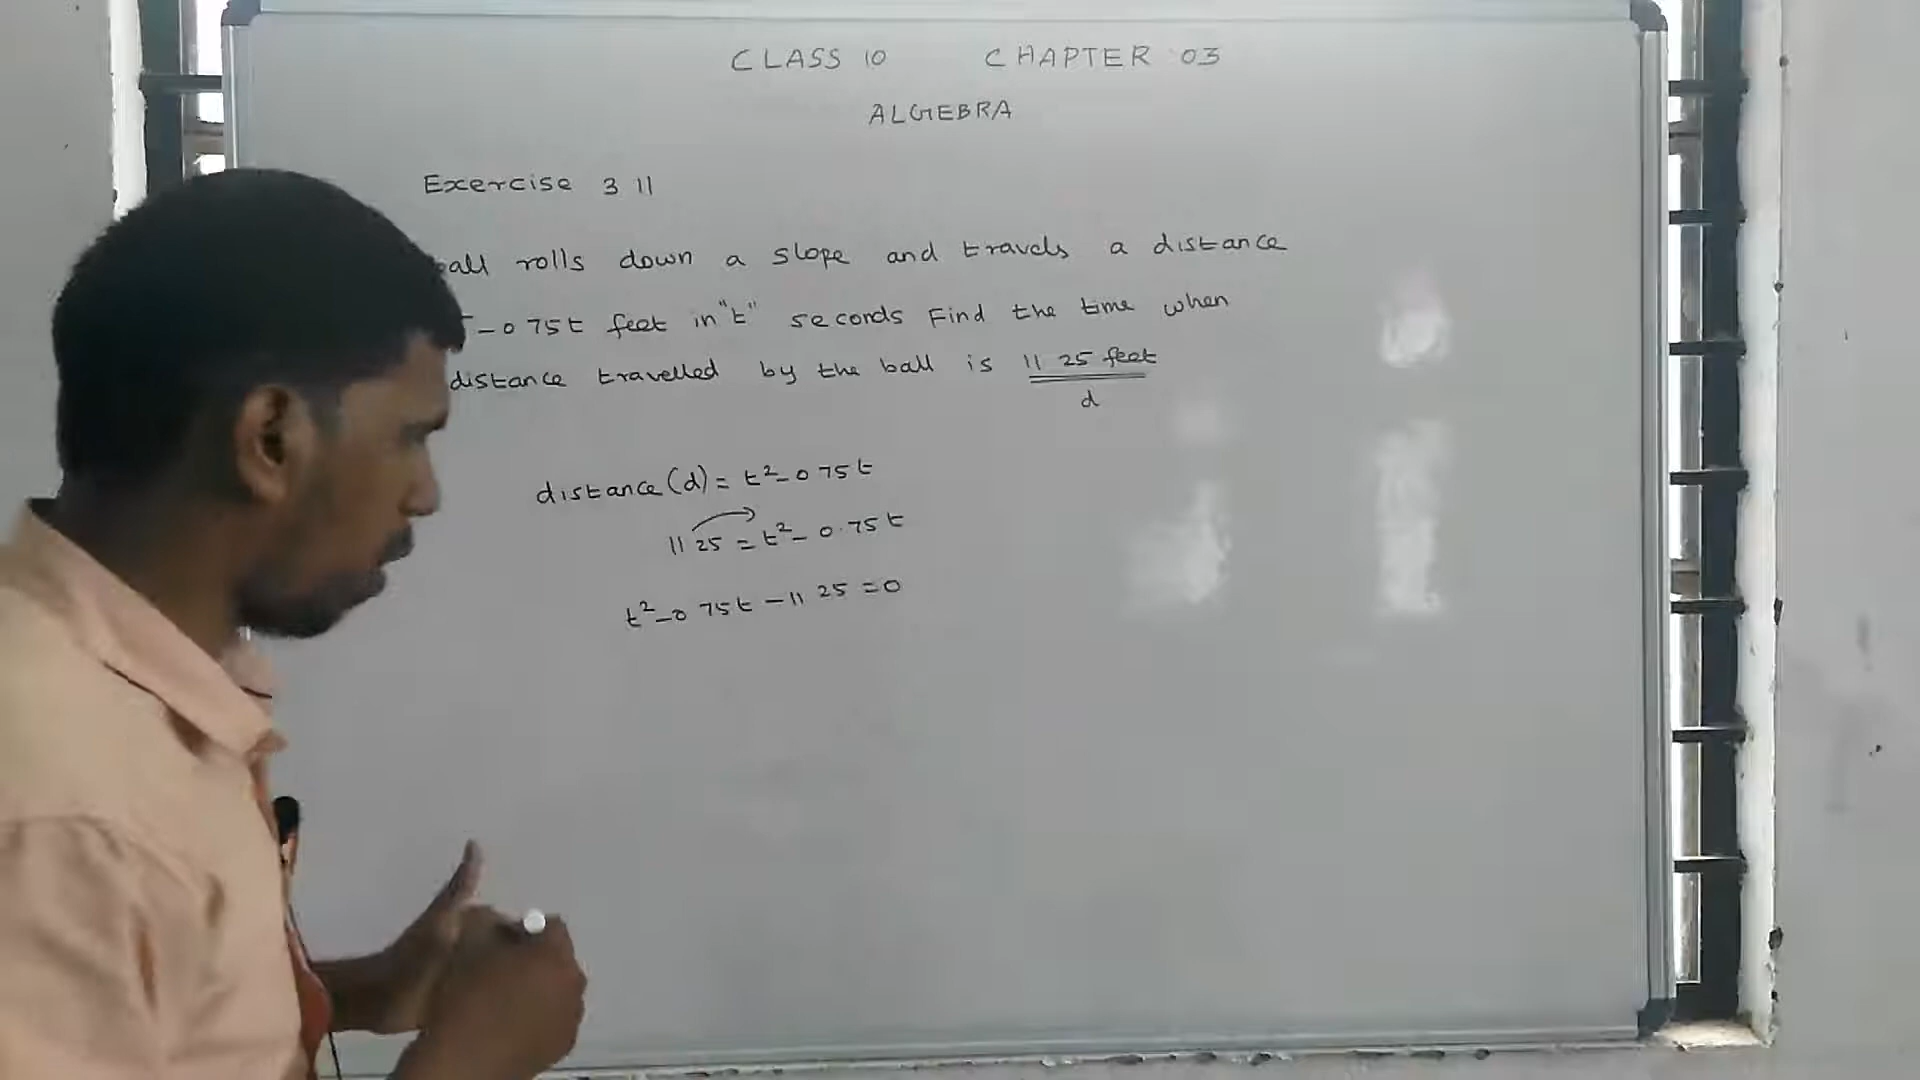 CLASS 10 CHAPTER 03
ALGEBRA
Exercise 3 11
rolls down a slope and travels a distance
- 0 75t feet in "t" seconds Find the time when
distance travelled by the ball is 11 25 feet
d
distance (d) = t² - 0 75t
11 25 = t² - 0.75t
t² - 0 75t - 11 25 = 0